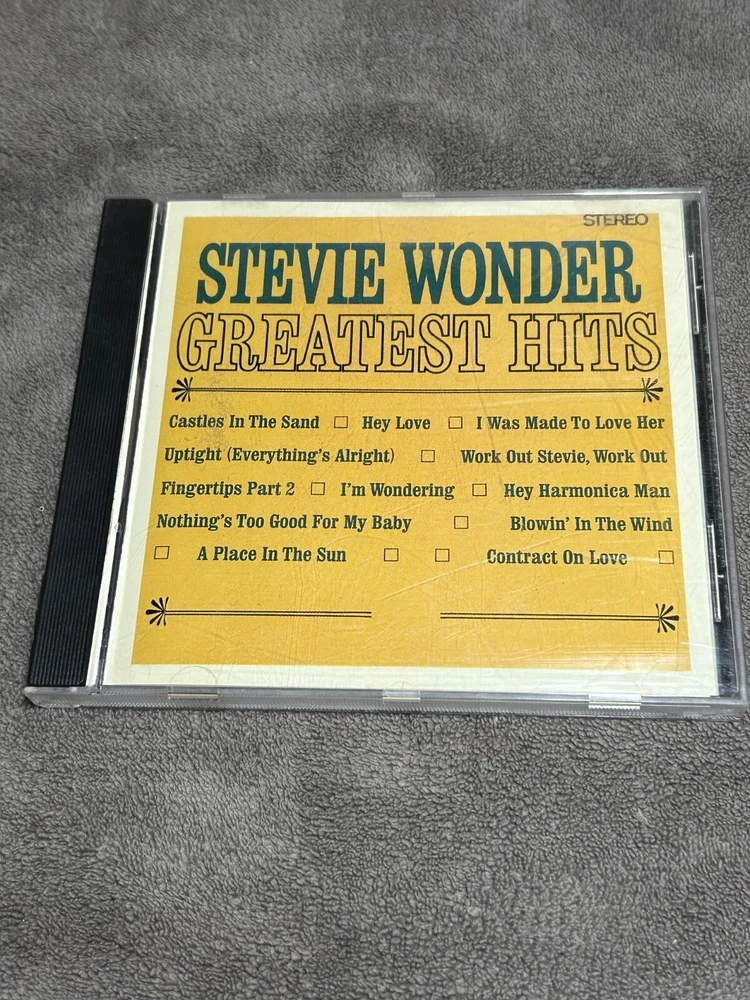 STEREO
STEVIE WONDER
GREATEST HITS
Castles In The Sand □ Hey Love □ I Was Made To Love Her
Uptight (Everything's Alright) □ Work Out Stevie, Work Out
Fingertips Part 2 □ I'm Wondering □ Hey Harmonica Man
Nothing's Too Good For My Baby □ Blowin' In The Wind
□ A Place In The Sun □ □ Contract On Love □